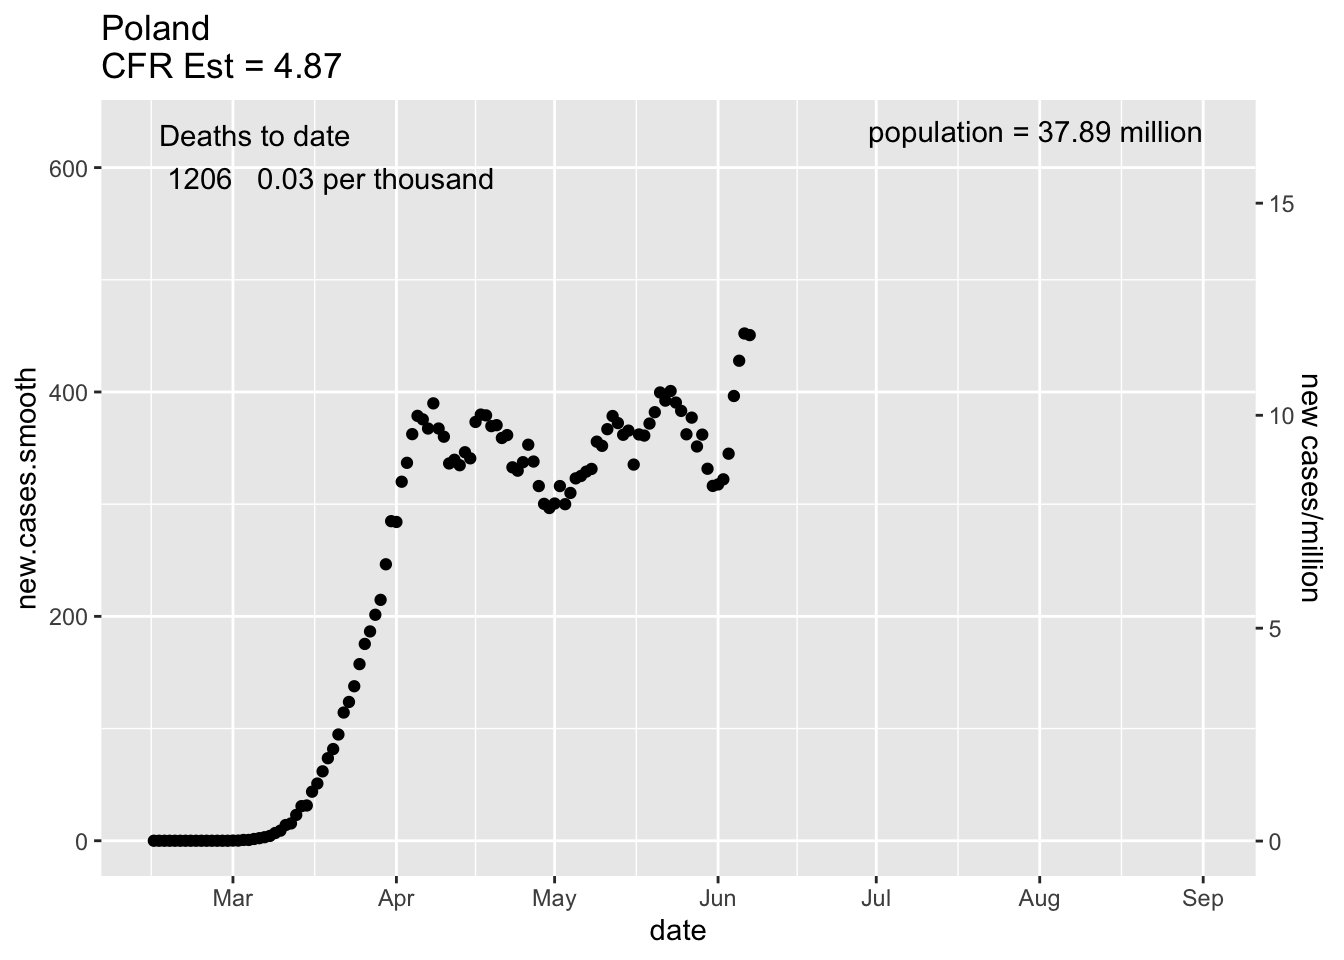 Poland
CFR Est = 4.87
Deaths to date
population = 37.89 million
1206 0.03 per thousand
600
400
200
0
new.cases.smooth
15
10
5
0
new cases/million
Mar Apr May Jun Jul Aug Sep
date